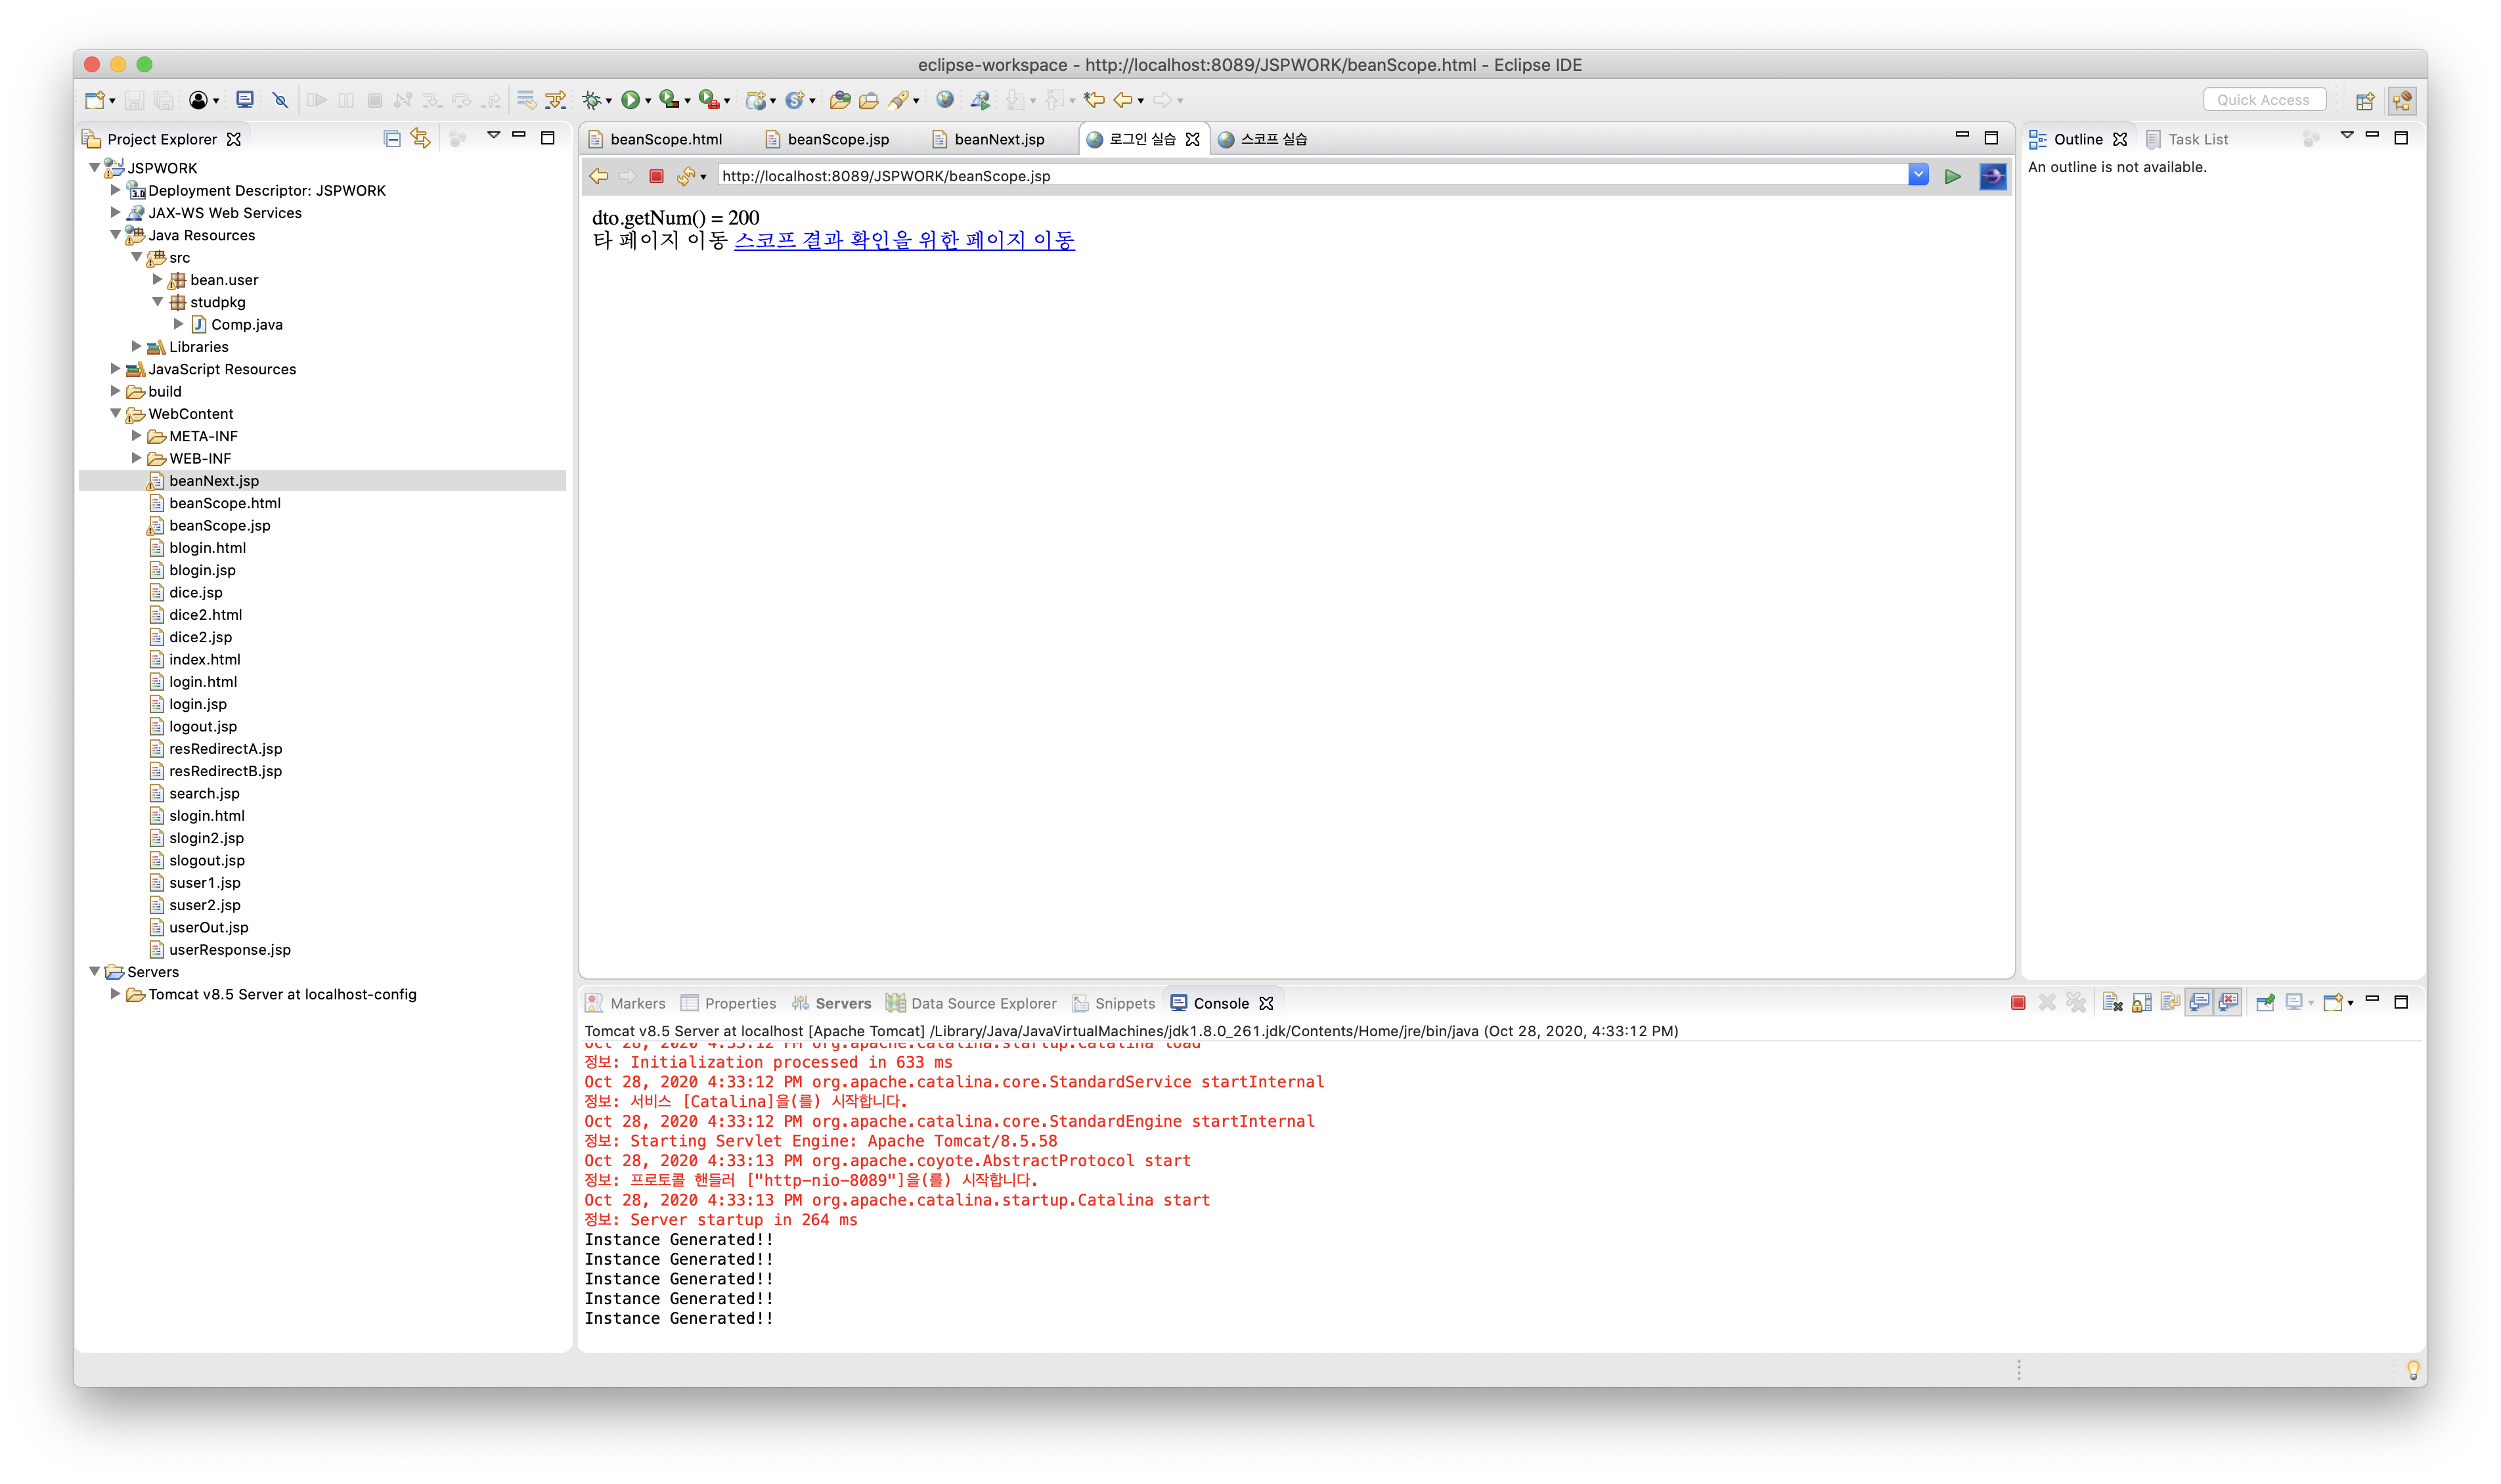 eclipse-workspace - http://localhost:8089/JSPWORK/beanScope.html - Eclipse IDE
Quick Access
Project Explorer
JSPWORK
Deployment Descriptor: JSPWORK
JAX-WS Web Services
Java Resources
src
bean.user
studpkg
Comp.java
Libraries
JavaScript Resources
build
WebContent
META-INF
WEB-INF
beanNext.jsp
beanScope.html
beanScope.jsp
blogin.html
blogin.jsp
dice.jsp
dice2.html
dice2.jsp
index.html
login.html
login.jsp
logout.jsp
resRedirectA.jsp
resRedirectB.jsp
search.jsp
slogin.html
slogin2.jsp
slogout.jsp
suser1.jsp
suser2.jsp
userOut.jsp
userResponse.jsp
Servers
Tomcat v8.5 Server at localhost-config
beanScope.html beanScope.jsp beanNext.jsp 로그인 실습 스코프 실습
http://localhost:8089/JSPWORK/beanScope.jsp
dto.getNum() = 200
타 페이지 이동 스코프 결과 확인을 위한 페이지 이동
Outline Task List
An outline is not available.
Markers Properties Servers Data Source Explorer Snippets Console
Tomcat v8.5 Server at localhost [Apache Tomcat] /Library/Java/JavaVirtualMachines/jdk1.8.0_261.jdk/Contents/Home/jre/bin/java (Oct 28, 2020, 4:33:12 PM)
Oct 28, 2020 4:33:12 PM org.apache.catalina.startup.Catalina load
정보: Initialization processed in 633 ms
Oct 28, 2020 4:33:12 PM org.apache.catalina.core.StandardService startInternal
정보: 서비스 [Catalina]을(를) 시작합니다.
Oct 28, 2020 4:33:12 PM org.apache.catalina.core.StandardEngine startInternal
정보: Starting Servlet Engine: Apache Tomcat/8.5.58
Oct 28, 2020 4:33:13 PM org.apache.coyote.AbstractProtocol start
정보: 프로토콜 핸들러 ["http-nio-8089"]을(를) 시작합니다.
Oct 28, 2020 4:33:13 PM org.apache.catalina.startup.Catalina start
정보: Server startup in 264 ms
Instance Generated!!
Instance Generated!!
Instance Generated!!
Instance Generated!!
Instance Generated!!